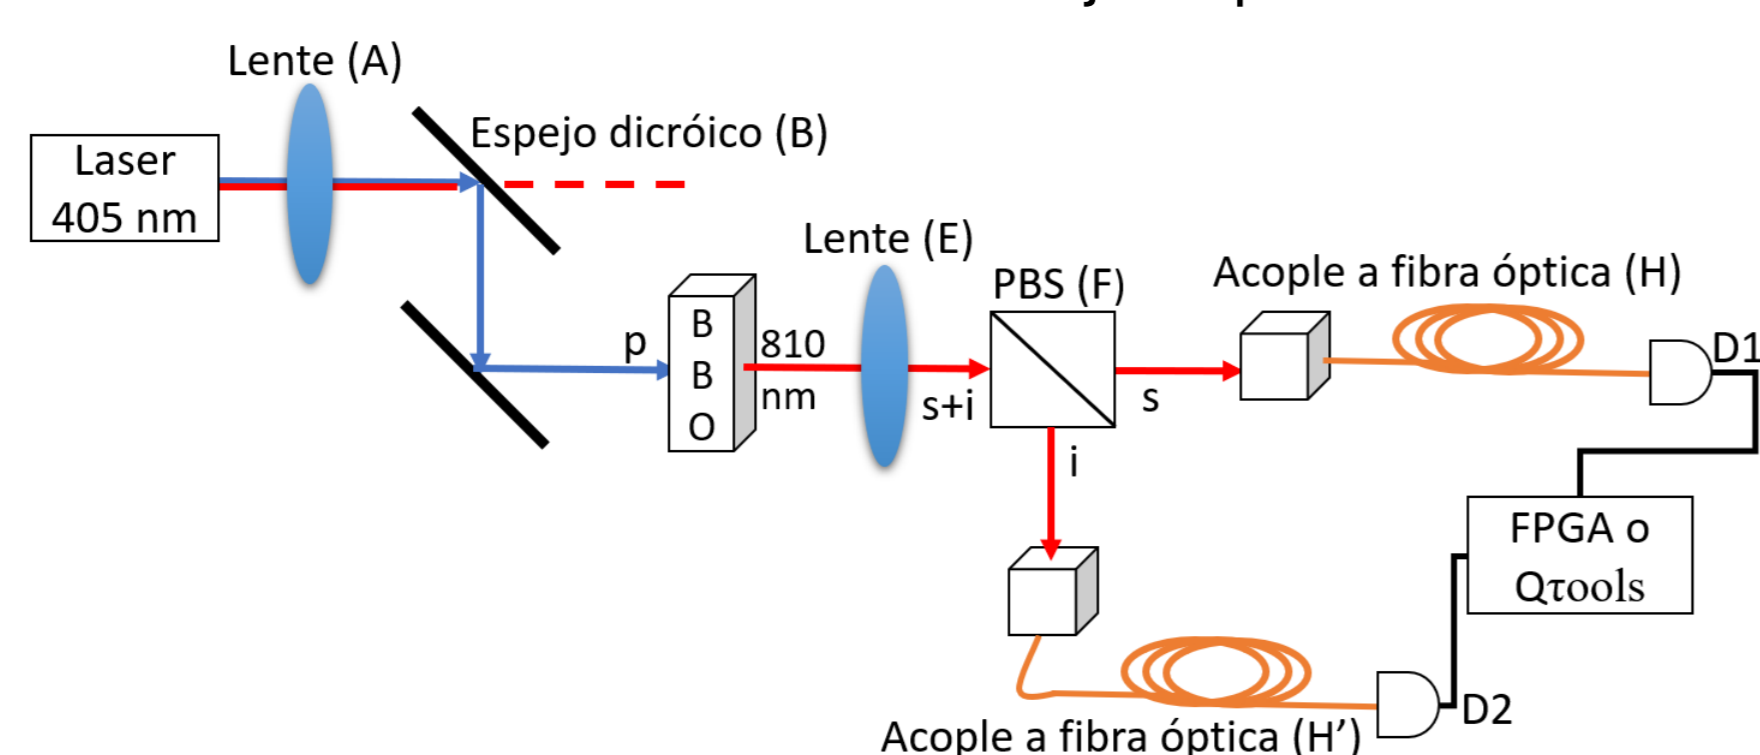 Lente (A)
Espejo dicróico (B)
Laser
405 nm
Lente (E)
PBS (F)
Acople a fibra óptica (H)
p
B
B
O
810
nm
s+i
s
i
D1
FPGA o
Qτools
D2
Acople a fibra óptica (H’)